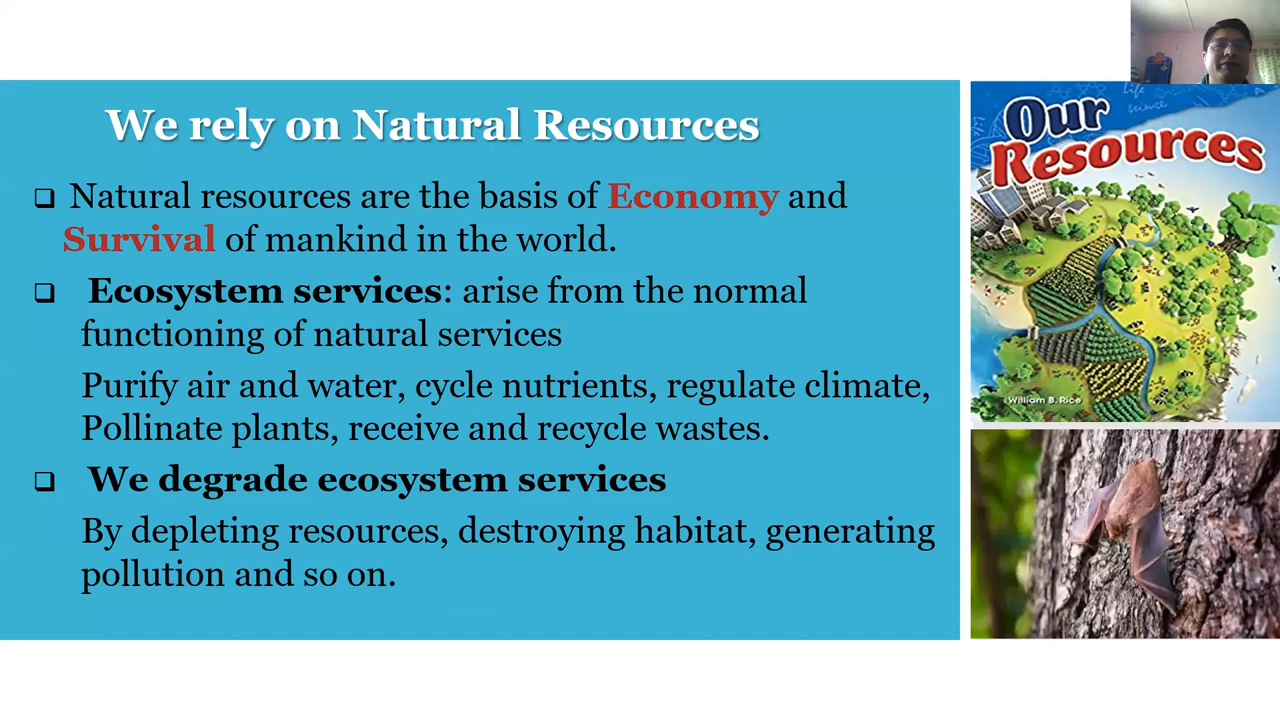 We rely on Natural Resources
Natural resources are the basis of Economy and
Survival of mankind in the world.
Ecosystem services: arise from the normal
functioning of natural services
Purify air and water, cycle nutrients, regulate climate,
Pollinate plants, receive and recycle wastes.
We degrade ecosystem services
By depleting resources, destroying habitat, generating
pollution and so on.
Life
Science
Our
Resources
William B. Rice